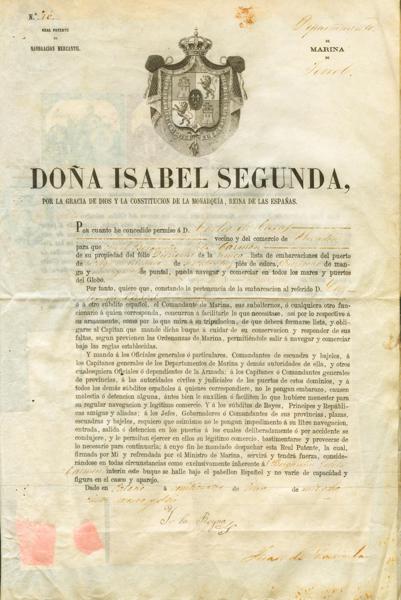 N.º
REAL PATENTE
DE
NAVEGACION MERCANTIL.
Departamento
DE
MARINA
DE
Ferrol
DOÑA ISABEL SEGUNDA,
POR LA GRACIA DE DIOS Y LA CONSTITUCION DE LA MONARQUÍA, REINA DE LAS ESPAÑAS.
Por cuanto he concedido permiso á D.
vecino y del comercio de
para que
de su propiedad del fólio de la lista de embarcaciones del puerto
de piés de eslora, de man-
ga y de puntal, pueda navegar y comerciar en todos los mares y puertos
del Globo.
Por tanto, quiero que, constando la pertenencia de la embarcacion al referido D.
ó á otro subdito español, el Comandante de Marina, sus subalternos, ó cualquiera otro fun-
cionario á quien corresponda, concurran á facilitarle lo que necesitase, así por lo respectivo á
su armamento, como por lo que mira á su tripulacion, de que deberá formarse lista, y obli-
garse al Capitan que mande dicho buque á cuidar de su conservacion y responder de sus
faltas, segun previenen las Ordenanzas de Marina, permitiéndole salir á navegar y comerciar
bajo las reglas establecidas.
Y mando á los Oficiales generales ó particulares, Comandantes de escuadra y bajeles, á
los Capitanes generales de los Departamentos de Marina y demás autoridades de ella, y otros
cualesquiera Oficiales ó dependientes de la Armada: á los Capitanes ó Comandantes generales
de provincias, á las autoridades civiles y judiciales de los puertos de estos dominios, y á
todos los demás súbditos españoles á quienes correspondiere, no le pongan embarazo, causen
molestia ó detencion alguna, ántes bien le auxilien ó faciliten lo que hubiere menester para
su regular navegacion y legítimo comercio. Y á los subditos de Reyes, Príncipes y Repúbli-
cas amigas y aliadas: á los Jefes, Gobernadores ó Comandantes de sus provincias, plazas,
escuadras y bajeles, requiero que asimismo no le pongan impedimento á su libre navegacion,
entrada, salida ó detencion en los puertos á los cuales deliberadamente ó por accidente se
condujere, y le permitan ejercer en ellos su legítimo comercio, bastimentarse y proveerse de
lo necesario para continuarla; á cuyo fin he mandado despachar esta Real Patente, la cual,
firmada por Mí y refrendada por el Ministro de Marina, servirá y tendrá fuerza, conside-
rándose en todas circunstancias como exclusivamente inherente á
Carmen interin este buque se halle bajo el pabellon Español y no varíe de capacidad y
figura en el casco y aparejo.
Dado en á de de
Yo la Reyna